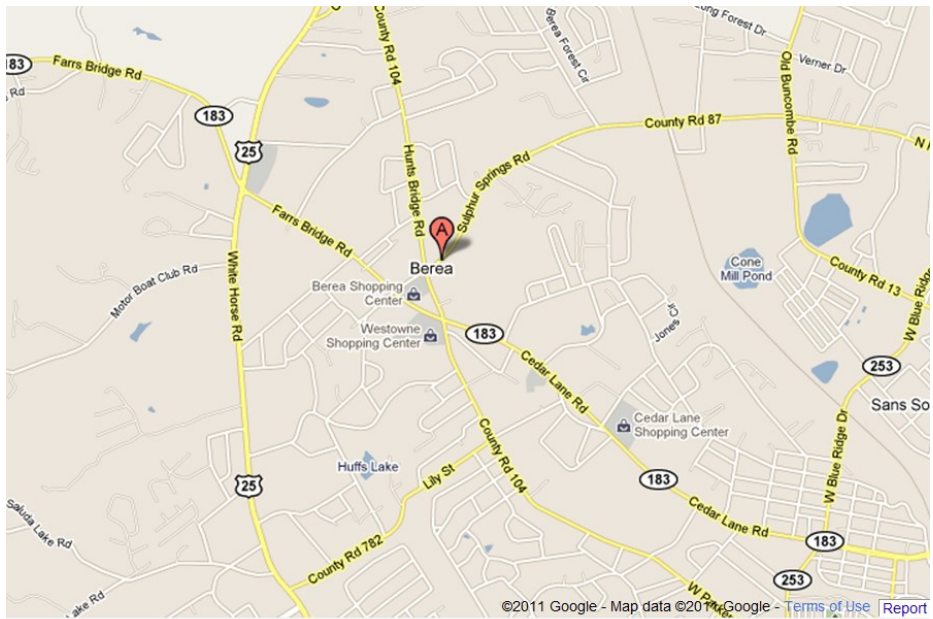 County Rd 104
Berea Forest Cir
Long Forest Dr
Verner Dr
Old Buncombe Rd
183
Farrs Bridge Rd
Rd
183
25
County Rd 87
Hunts Bridge Rd
Sulphur Springs Rd
Farrs Bridge Rd
A
Berea
White Horse Rd
Motor Boat Club Rd
Berea Shopping
Center
Westowne
Shopping Center
183
Cone
Mill Pond
County Rd 13
W Blue Ridge
Jones Cir
253
Cedar Lane Rd
Sans So
Cedar Lane
Shopping Center
W Blue Ridge Dr
County Rd 104
Huffs Lake
Lily St
25
183
Cedar Lane Rd
183
Saluda Lake Rd
County Rd 782
253
W Parker
Lake Rd
©2011 Google - Map data ©2011 Google - Terms of Use
Report